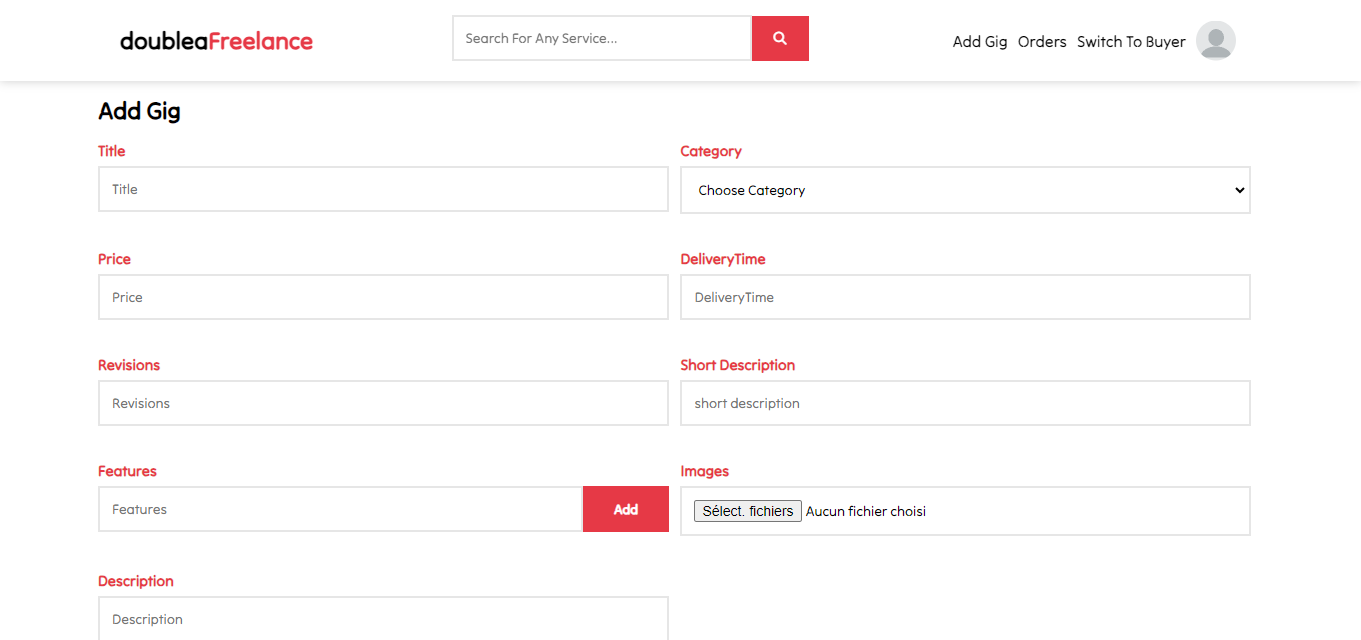 doubleaFreelance
Search For Any Service...
Add Gig Orders Switch To Buyer
Add Gig
Title
Category
Title
Choose Category
Price
DeliveryTime
Price
DeliveryTime
Revisions
Short Description
Revisions
short description
Features
Images
Features
Add
Sélect. fichiers Aucun fichier choisi
Description
Description